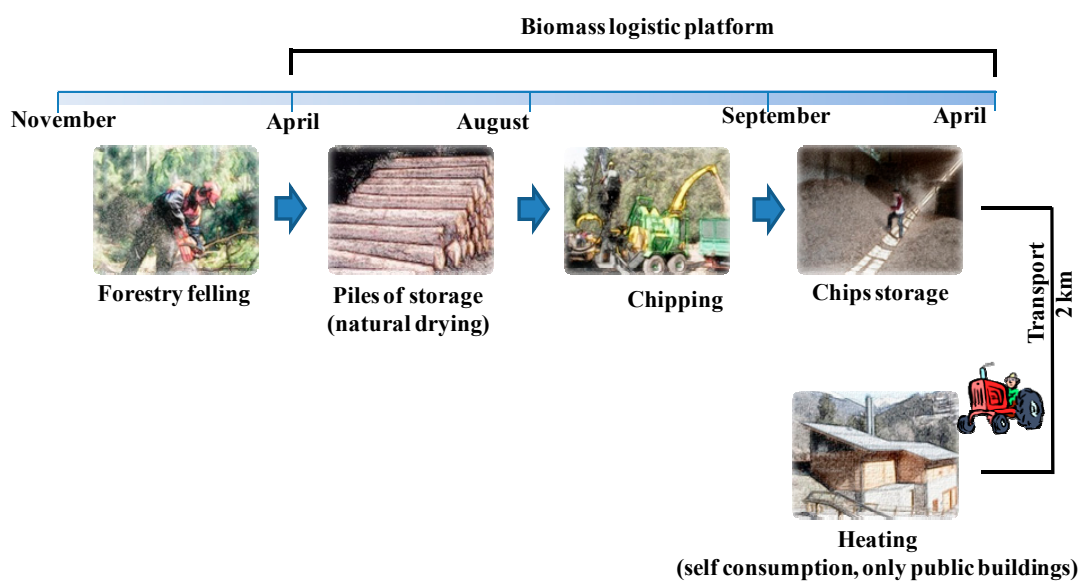 Biomass logistic platform
November
April
August
September
April
Forestry felling
Piles of storage
(natural drying)
Chipping
Chips storage
Transport
2 km
Heating
(self consumption, only public buildings)